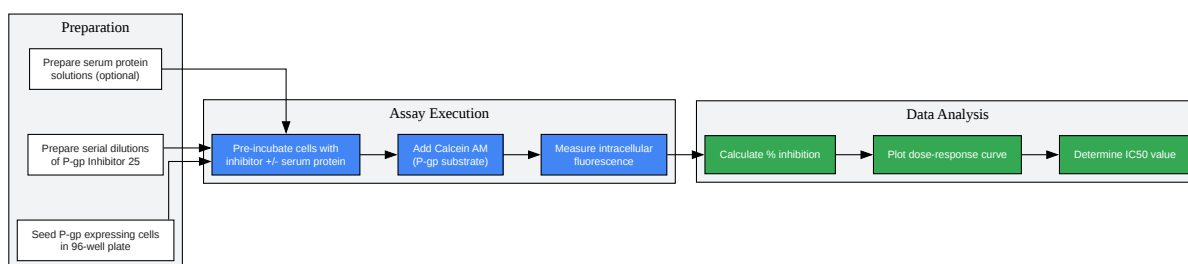 Preparation
Prepare serum protein
solutions (optional)
Prepare serial dilutions
of P-gp Inhibitor 25
Seed P-gp expressing cells
in 96-well plate
Assay Execution
Pre-incubate cells with
inhibitor +/- serum protein
Add Calcein AM
(P-gp substrate)
Measure intracellular
fluorescence
Data Analysis
Calculate % inhibition
Plot dose-response curve
Determine IC50 value